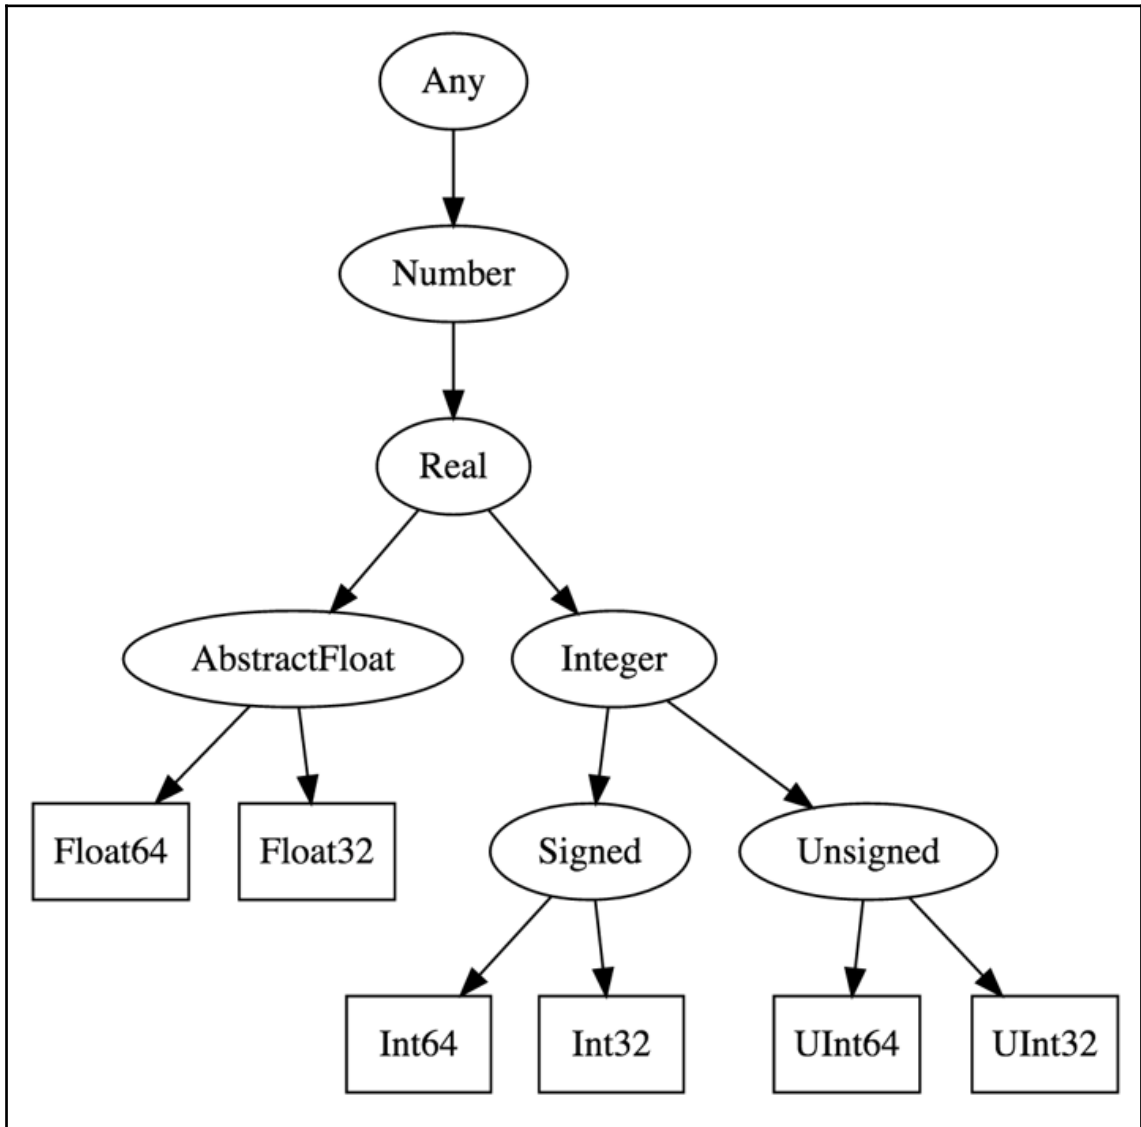 Any
Number
Real
AbstractFloat
Integer
Float64
Float32
Signed
Unsigned
Int64
Int32
UInt64
UInt32